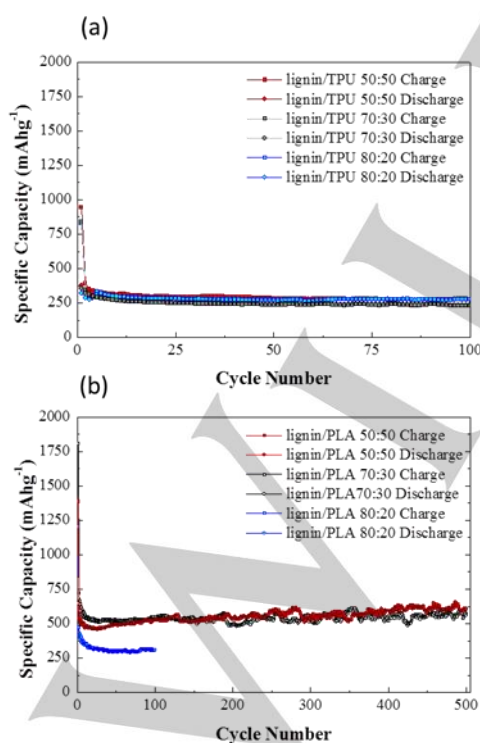 (a)
2000
1750
1500
1250
1000
750
500
250
0
Specific Capacity (mAhg-1)
lignin/TPU 50:50 Charge
lignin/TPU 50:50 Discharge
lignin/TPU 70:30 Charge
lignin/TPU 70:30 Discharge
lignin/TPU 80:20 Charge
lignin/TPU 80:20 Discharge
0 25 50 75 100
Cycle Number
(b)
2000
1750
1500
1250
1000
750
500
250
0
Specific Capacity (mAhg-1)
lignin/PLA 50:50 Charge
lignin/PLA 50:50 Discharge
lignin/PLA 70:30 Charge
lignin/PLA70:30 Discharge
lignin/PLA 80:20 Charge
lignin/PLA 80:20 Discharge
0 100 200 300 400 500
Cycle Number